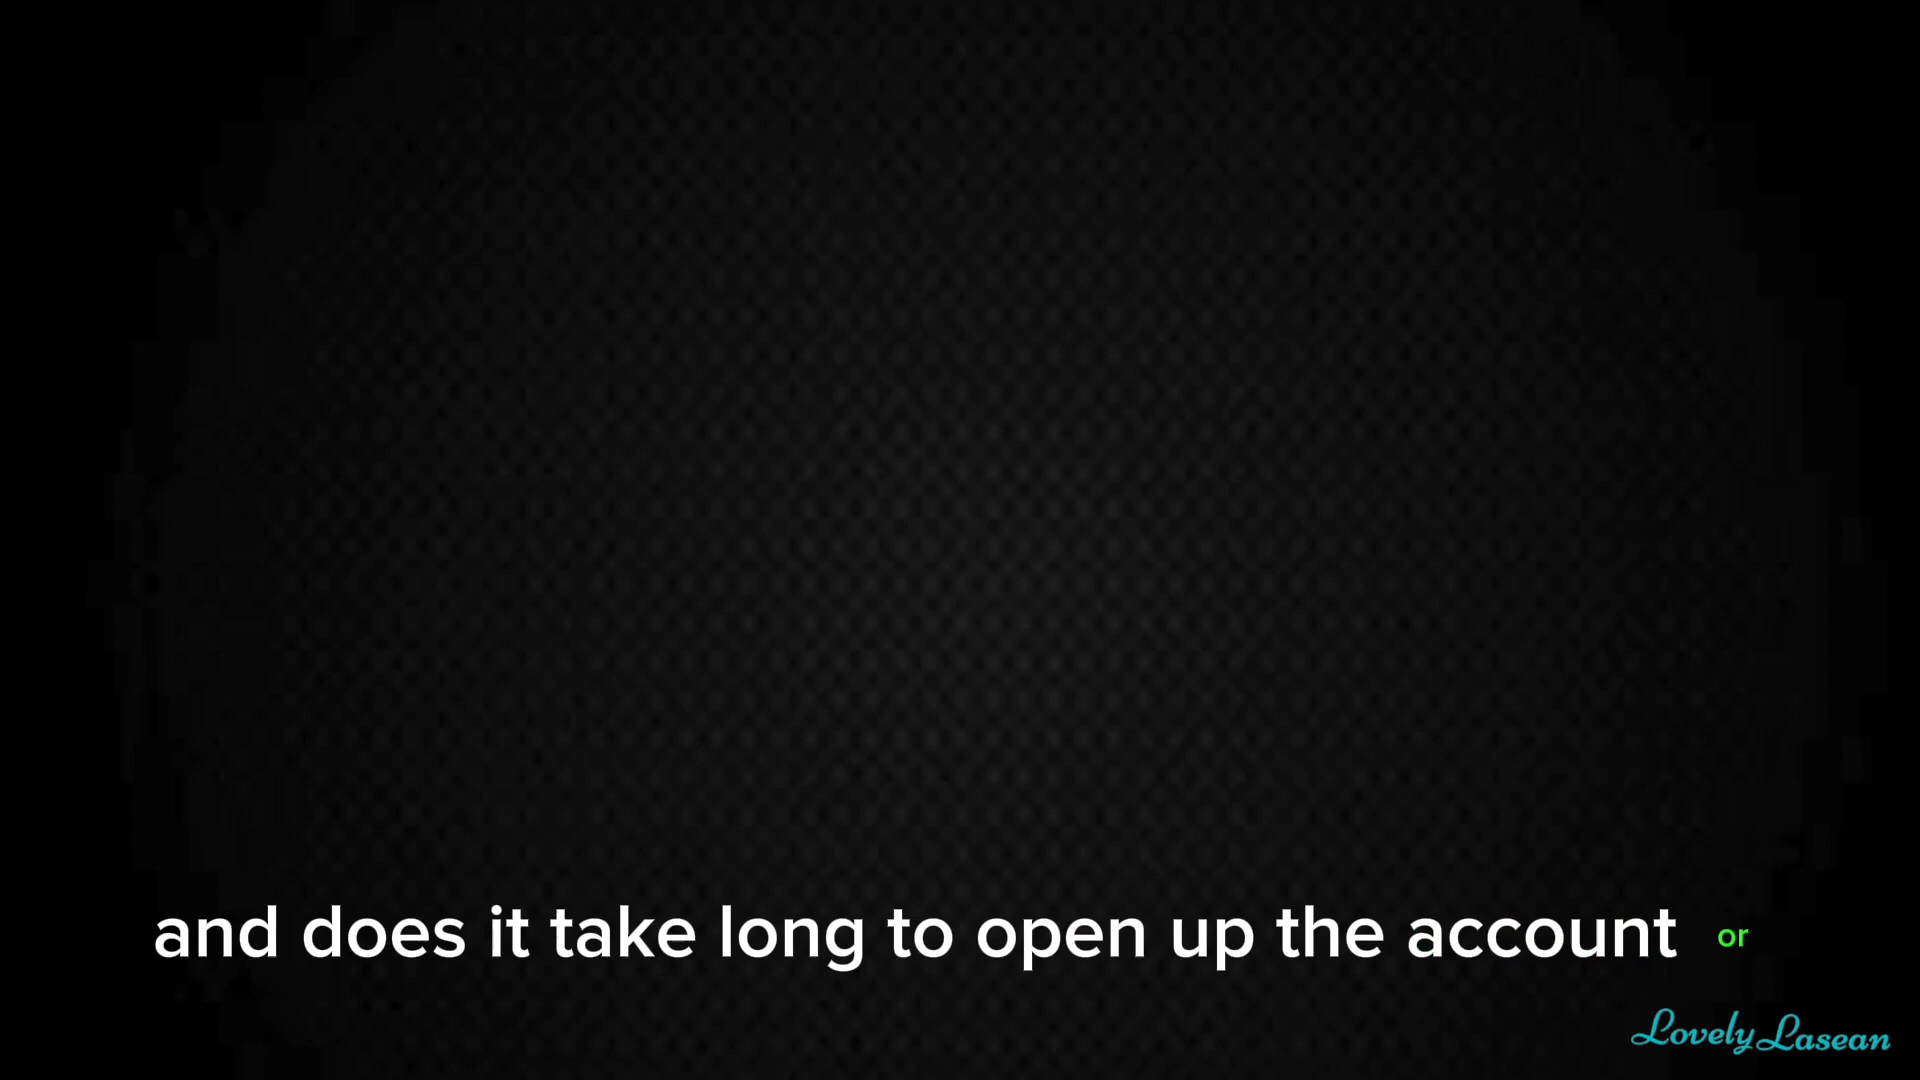 and does it take long to open up the account or
Lovely Lasean